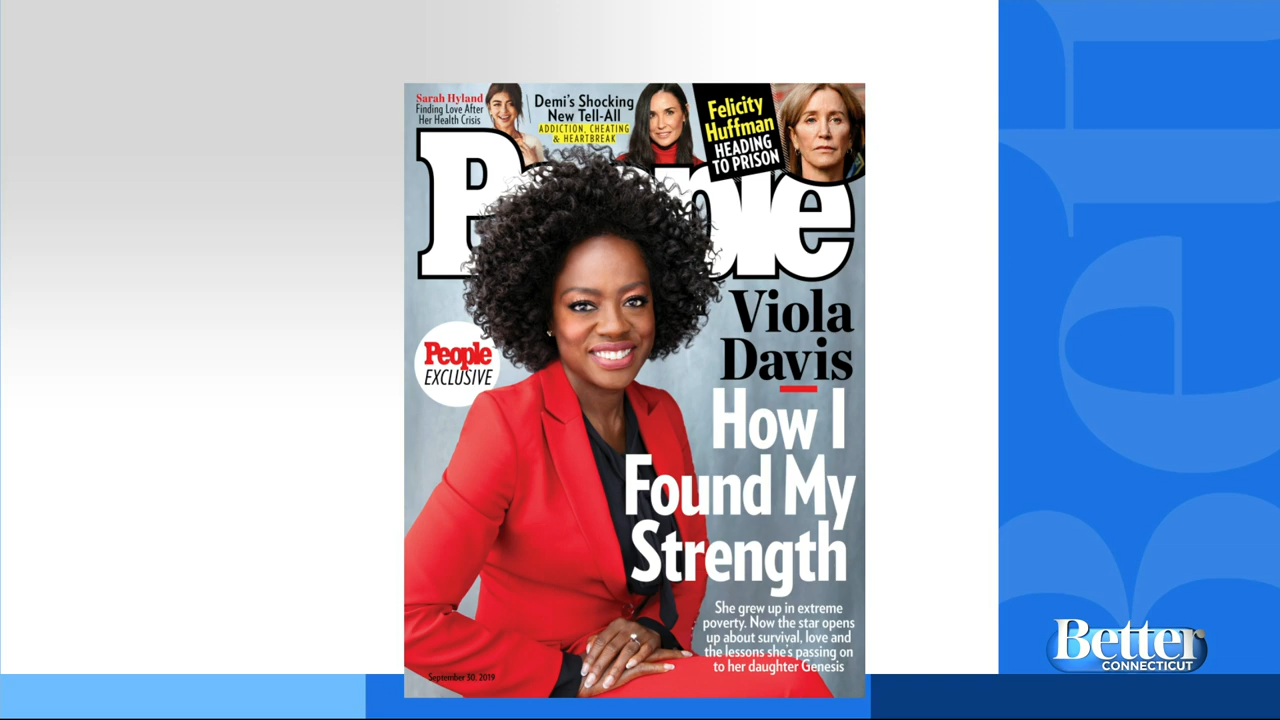 Sarah Hyland
Finding Love After
Her Health Crisis
Demi's Shocking
New Tell-All
ADDICTION, CHEATING
& HEARTBREAK
Felicity
Huffman
HEADING
TO PRISON
People
Viola
Davis
People
EXCLUSIVE
How I
Found My
Strength
She grew up in extreme
poverty. Now the star opens
up about survival, love and
the lessons she's passing on
to her daughter Genesis
September 30, 2019
Better
CONNECTICUT